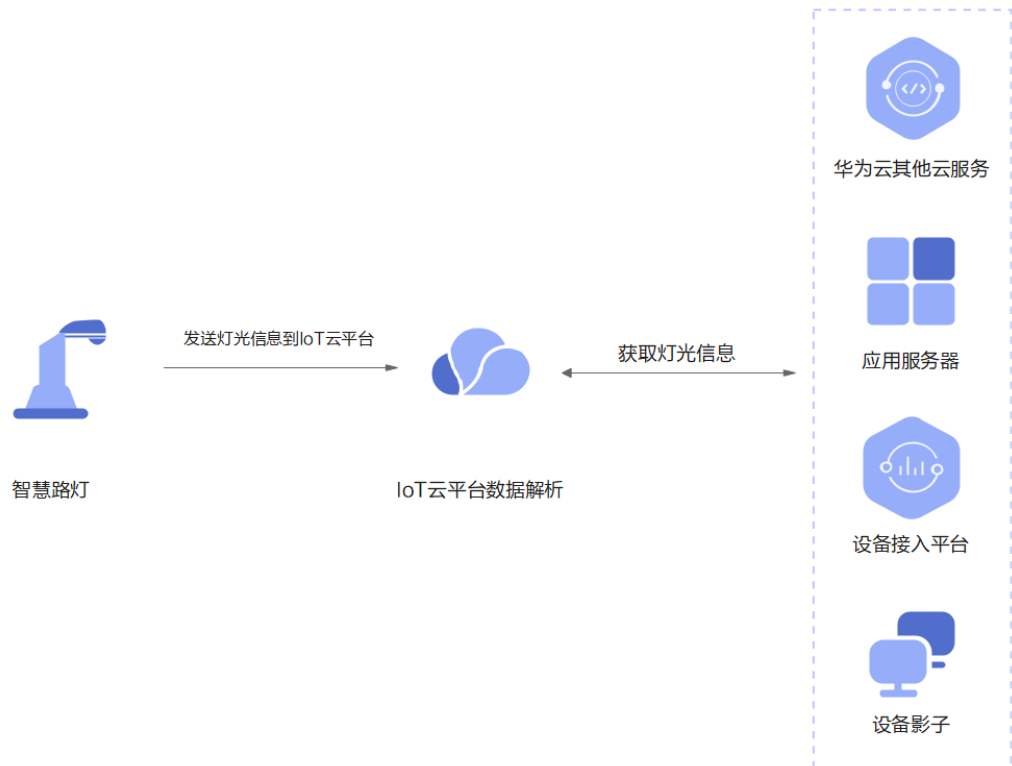 华为云其他云服务
发送灯光信息到IoT云平台
获取灯光信息
应用服务器
智慧路灯
IoT云平台数据解析
设备接入平台
设备影子